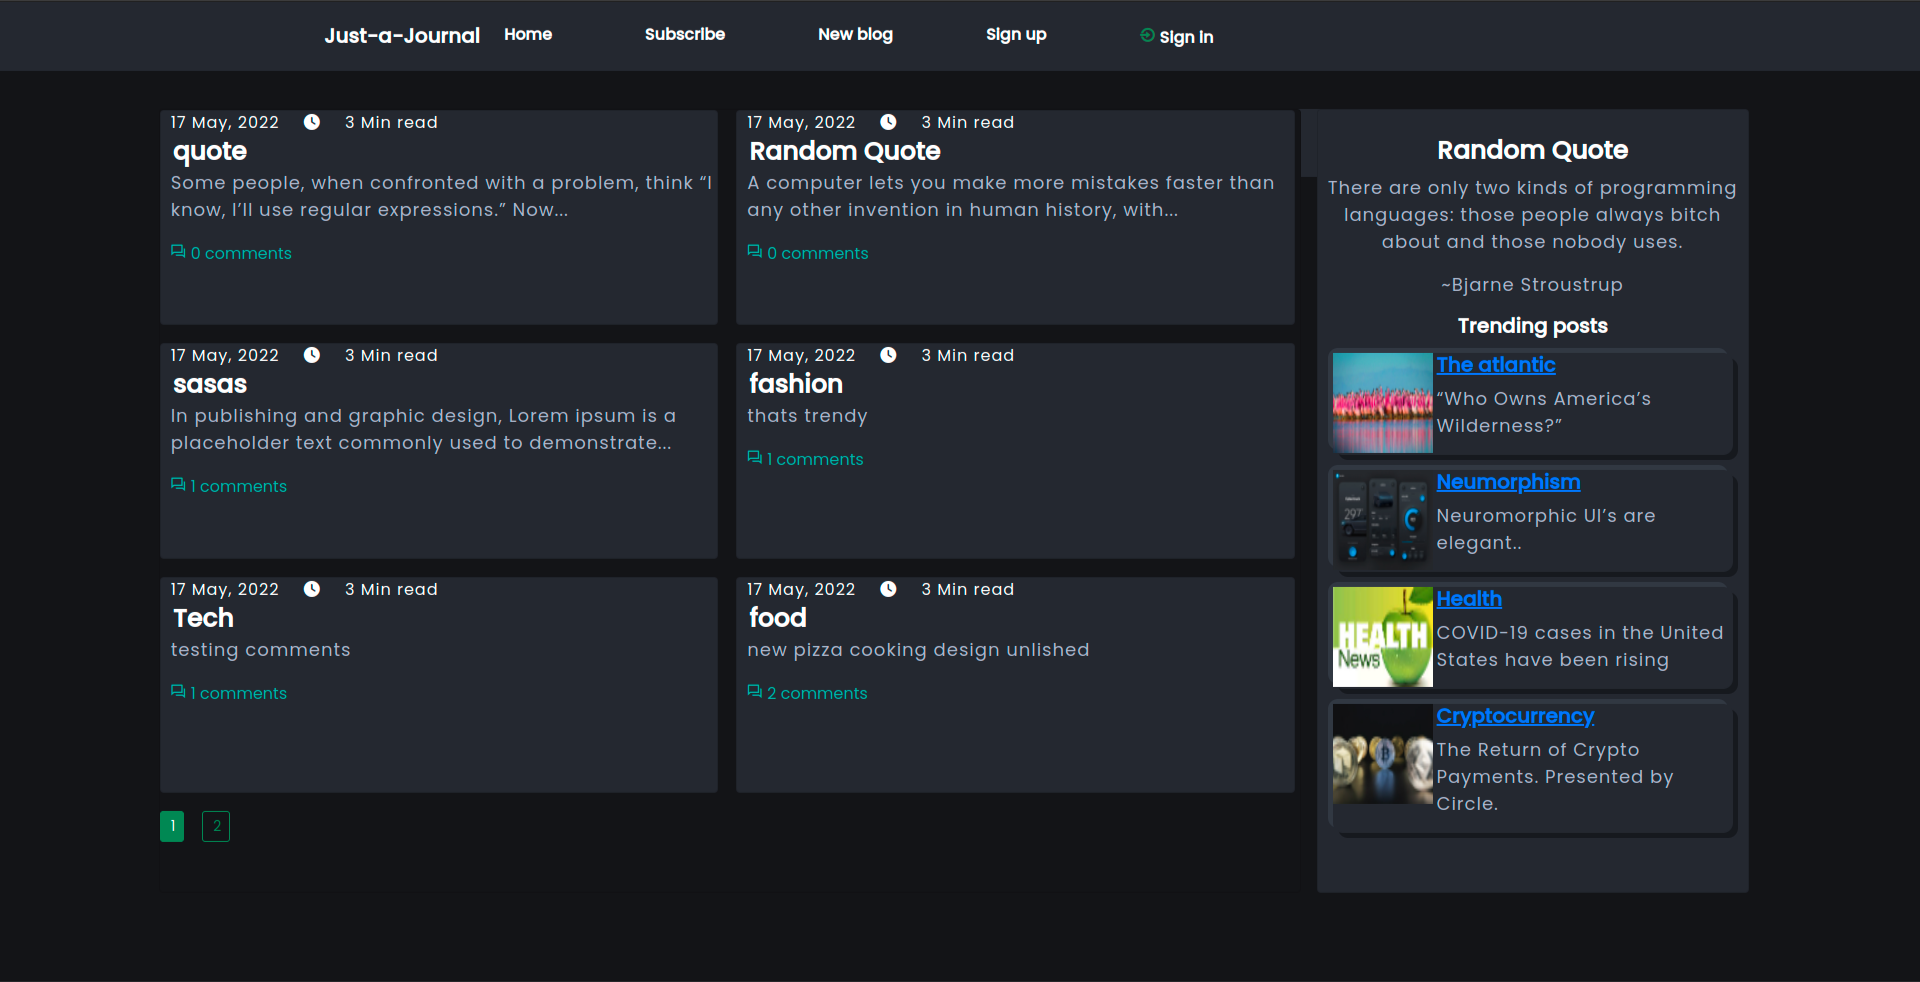 Just-a-Journal Home Subscribe New blog Sign up Sign In
17 May, 2022 3 Min read
quote
Some people, when confronted with a problem, think “I
know, I’ll use regular expressions.” Now...
0 comments
17 May, 2022 3 Min read
Random Quote
A computer lets you make more mistakes faster than
any other invention in human history, with...
0 comments
17 May, 2022 3 Min read
sasas
In publishing and graphic design, Lorem ipsum is a
placeholder text commonly used to demonstrate...
1 comments
17 May, 2022 3 Min read
fashion
thats trendy
1 comments
17 May, 2022 3 Min read
Tech
testing comments
1 comments
17 May, 2022 3 Min read
food
new pizza cooking design unlished
2 comments
1 2
Random Quote
There are only two kinds of programming
languages: those people always bitch
about and those nobody uses.
~Bjarne Stroustrup
Trending posts
The atlantic
“Who Owns America’s
Wilderness?”
297
Neumorphism
Neuromorphic UI’s are
elegant..
HEALTH
News
Health
COVID-19 cases in the United
States have been rising
Cryptocurrency
The Return of Crypto
Payments. Presented by
Circle.